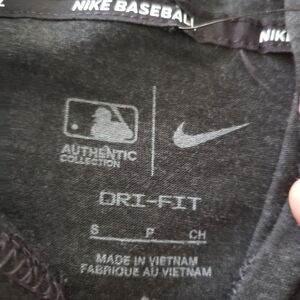 NIKE BASEBALL
NIKE
AUTHENTIC
COLLECTION
DRI-FIT
S P CH
MADE IN VIETNAM
FABRIQUÉ AU VIETNAM